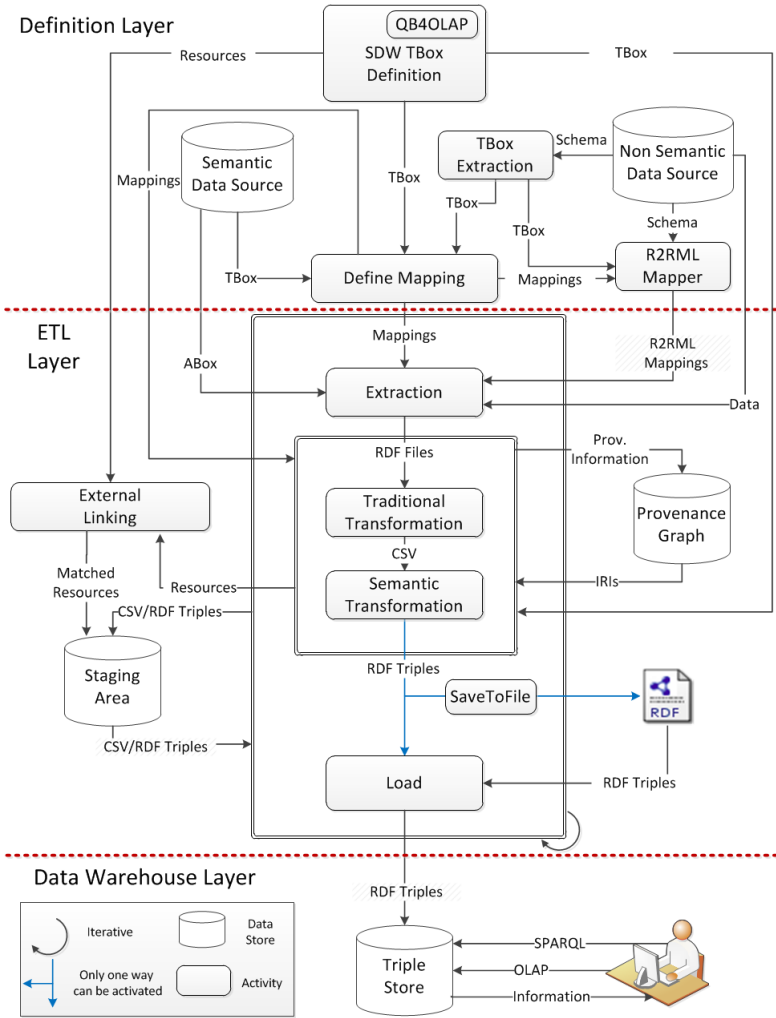 Definition Layer
QB4OLAP
SDW TBox
Definition
Resources
TBox
Semantic
Data Source
TBox
Extraction
Schema
Non Semantic
Data Source
Mappings
TBox
TBox
TBox
Schema
TBox
Define Mapping
Mappings
R2RML
Mapper
ETL
Layer
Mappings
R2RML
Mappings
ABox
Extraction
Data
RDF Files
Prov.
Information
External
Linking
Traditional
Transformation
Provenance
Graph
CSV
Matched
Resources
Resources
Semantic
Transformation
IRIs
CSV/RDF Triples
RDF Triples
Staging
Area
SaveToFile
RDF
CSV/RDF Triples
Load
RDF Triples
Data Warehouse Layer
RDF Triples
Iterative
Data
Store
Only one way
can be activated
Activity
Triple
Store
SPARQL
OLAP
Information